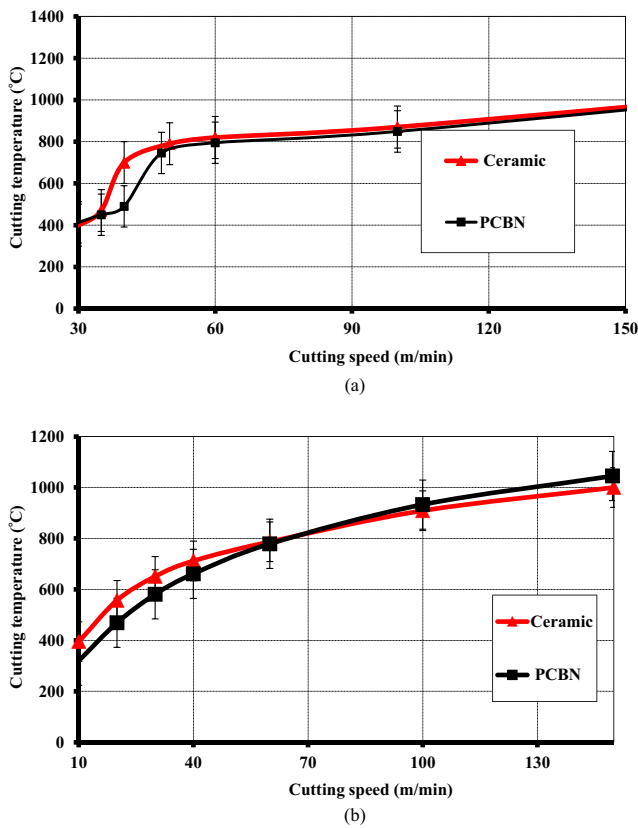 1400
1200
1000
800
600
400
200
0
Cutting temperature (˚C)
Ceramic
PCBN
30 60 90 120 150
Cutting speed (m/min)
(a)
1200
1000
800
600
400
200
0
Cutting temperature (˚C)
Ceramic
PCBN
10 40 70 100 130
Cutting speed (m/min)
(b)